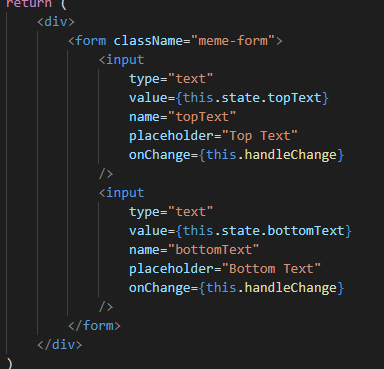 return (
<div>
<form className="meme-form">
<input
type="text"
value={this.state.topText}
name="topText"
placeholder="Top Text"
onChange={this.handleChange}
/>
<input
type="text"
value={this.state.bottomText}
name="bottomText"
placeholder="Bottom Text"
onChange={this.handleChange}
/>
</form>
</div>
)